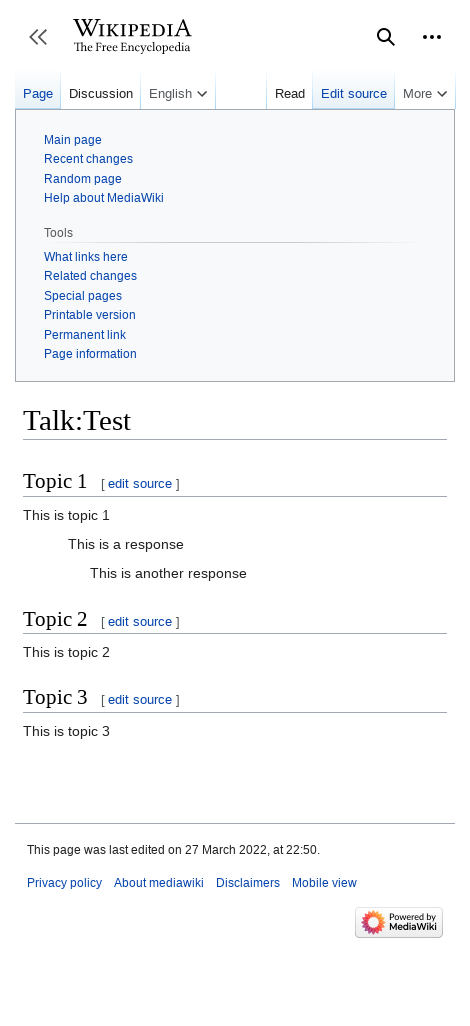 WIKIPEDIA
The Free Encyclopedia
Page Discussion English Read Edit source More
Main page
Recent changes
Random page
Help about MediaWiki
Tools
What links here
Related changes
Special pages
Printable version
Permanent link
Page information
Talk:Test
Topic 1 [ edit source ]
This is topic 1
This is a response
This is another response
Topic 2 [ edit source ]
This is topic 2
Topic 3 [ edit source ]
This is topic 3
This page was last edited on 27 March 2022, at 22:50.
Privacy policy About mediawiki Disclaimers Mobile view
Powered by
MediaWiki